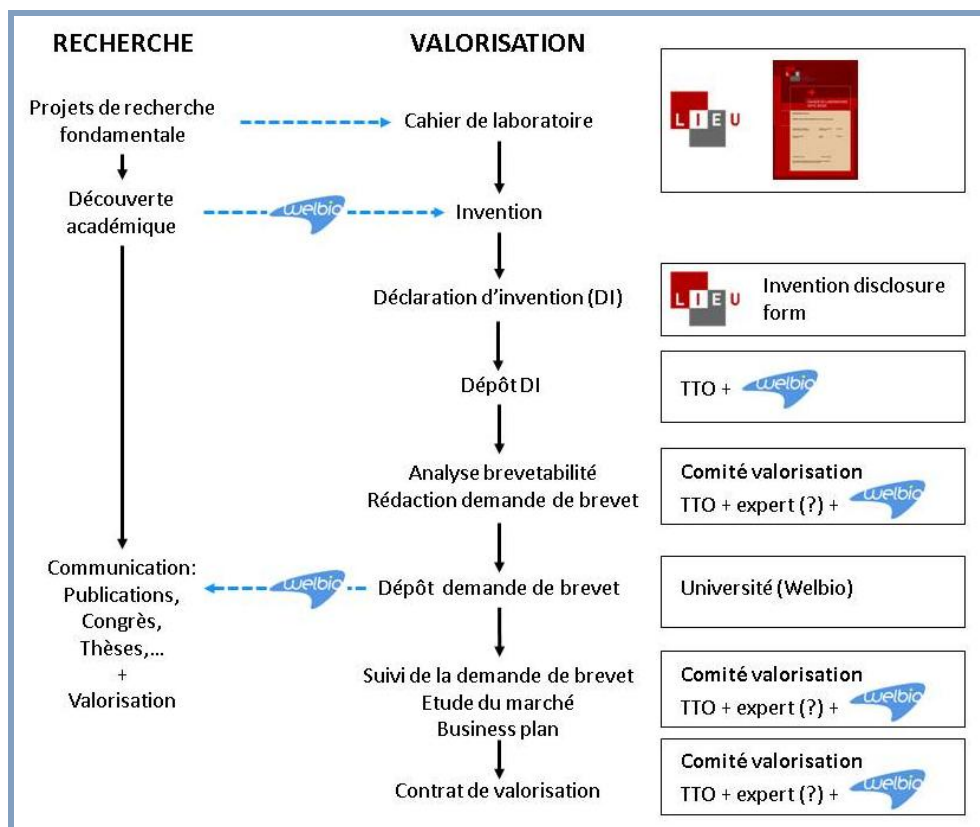 RECHERCHE
VALORISATION
Projets de recherche
fondamentale
Cahier de laboratoire
LIEU
Découverte
académique
welbio
Invention
Déclaration d'invention (DI)
LIEU
Invention disclosure
form
Dépôt DI
TTO + welbio
Analyse brevetabilité
Rédaction demande de brevet
Comité valorisation
TTO + expert (?) + welbio
Communication:
Publications,
Congrès,
Thèses,...
+
Valorisation
welbio
Dépôt demande de brevet
Université (Welbio)
Suivi de la demande de brevet
Etude du marché
Business plan
Comité valorisation
TTO + expert (?) + welbio
Contrat de valorisation
Comité valorisation
TTO + expert (?) + welbio